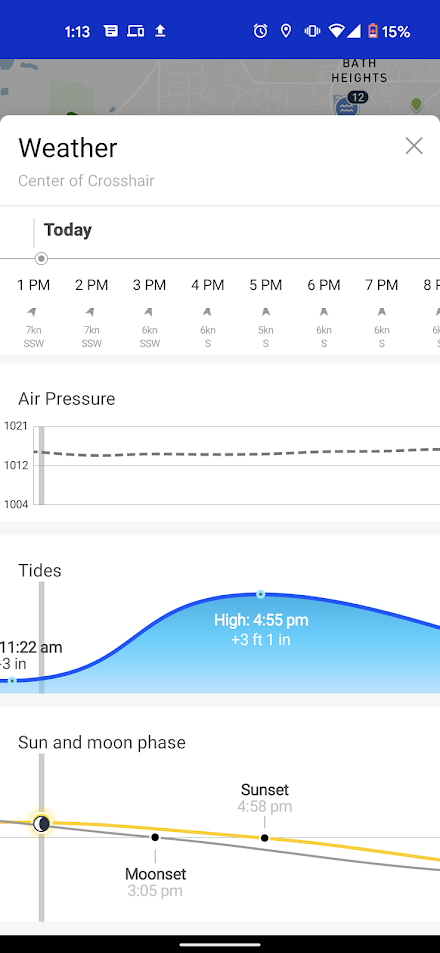 1:13
15%
BATH
HEIGHTS
12
Weather
Center of Crosshair
Today
1 PM 2 PM 3 PM 4 PM 5 PM 6 PM 7 PM 8 P
7kn 7kn 6kn 6kn 5kn 6kn 6kn 6k
SSW SSW SSW S S S S
Air Pressure
1021
1012
1004
Tides
11:22 am
-3 in
High: 4:55 pm
+3 ft 1 in
Sun and moon phase
Sunset
4:58 pm
Moonset
3:05 pm